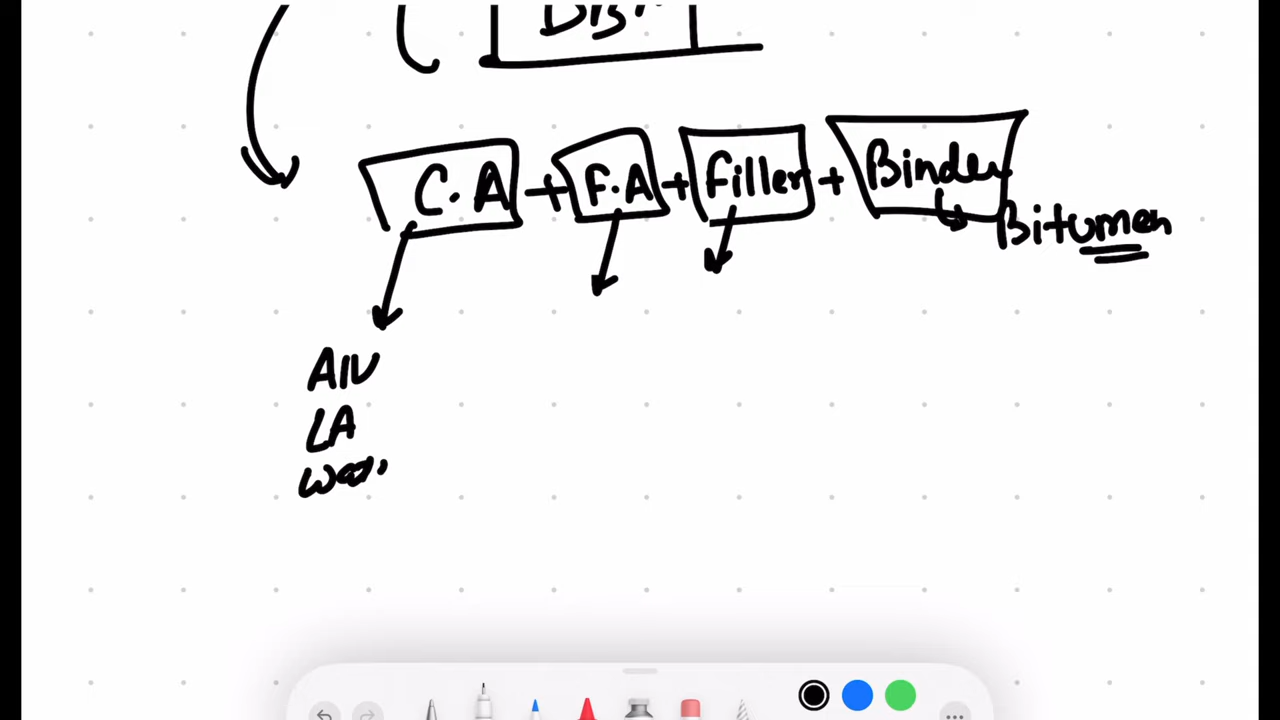 C.A + F.A + Filler + Binder
Bitumen
AIV
LA